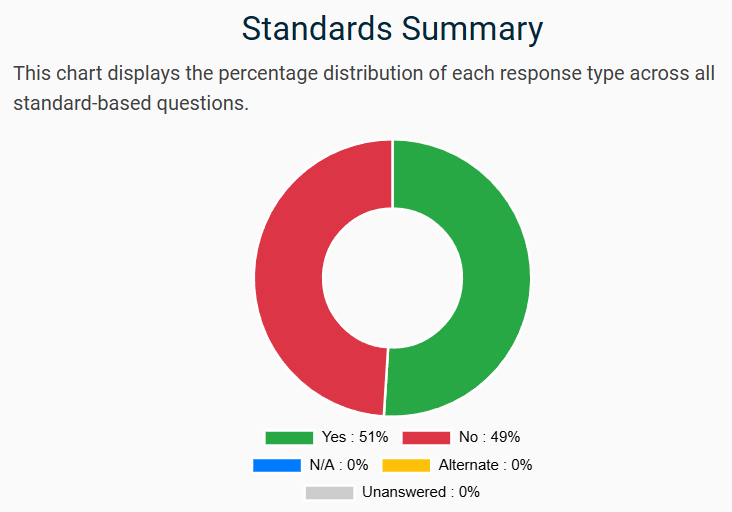 Standards Summary
This chart displays the percentage distribution of each response type across all
standard-based questions.
Yes : 51% No : 49%
N/A : 0% Alternate : 0%
Unanswered : 0%